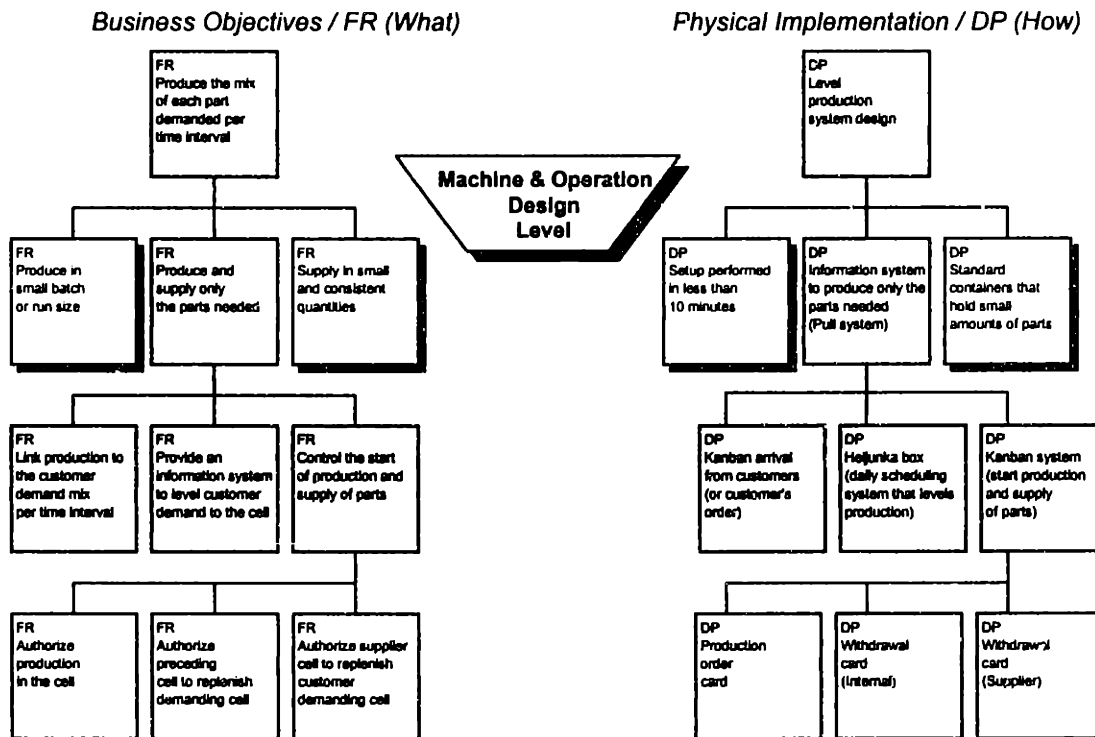 Business Objectives / FR (What)
Physical Implementation / DP (How)
FR
Produce the mix
of each part
demanded per
time interval
DP
Level
production
system design
Machine & Operation
Design
Level
FR
Produce in
small batch
or run size
FR
Produce and
supply only
the parts needed
FR
Supply in small
and consistent
quantities
DP
Setup performed
in less than
10 minutes
DP
Information system
to produce only the
parts needed
(Pull system)
DP
Standard
containers that
hold small
amounts of parts
FR
Link production to
the customer
demand mix
per time interval
FR
Provide an
information system
to level customer
demand to the cell
FR
Control the start
of production and
supply of parts
DP
Kanban arrival
from customers
(or customer's
order)
DP
Heijunka box
(daily scheduling
system that levels
production)
DP
Kanban system
(start production
and supply
of parts)
FR
Authorize
production
in the cell
FR
Authorize
preceding
cell to replenish
demanding cell
FR
Authorize supplier
cell to replenish
customer
demanding cell
DP
Production
order
card
DP
Withdrawal
card
(Internal)
DP
Withdrawal
card
(Supplier)